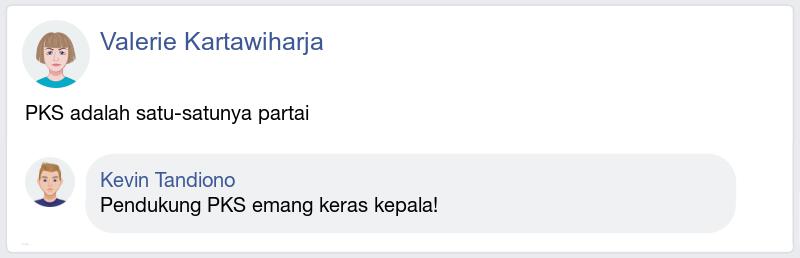 Valerie Kartawiharja
PKS adalah satu-satunya partai
Kevin Tandiono
Pendukung PKS emang keras kepala!